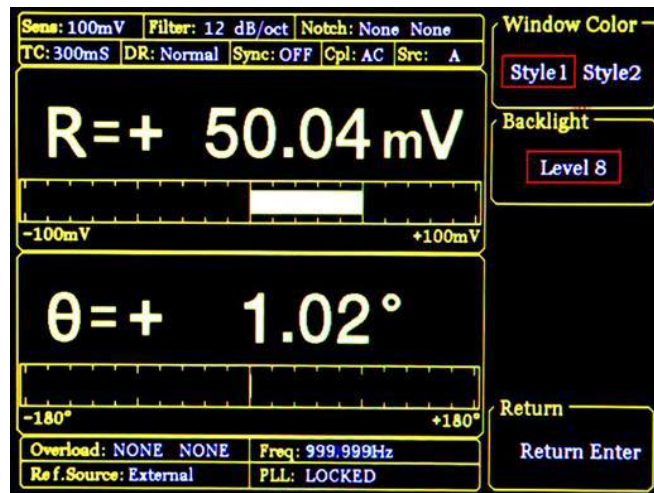 Sens: 100mV Filter: 12 dB/oct Notch: None None
TC: 300mS DR: Normal Sync: OFF Cpl: AC Src: A
R=+ 50.04 mV
-100mV +100mV
θ=+ 1.02°
-180° +180°
Overload: NONE NONE Freq: 999.999Hz
Ref.Source: External PLL: LOCKED
Window Color
Style1 Style2
Backlight
Level 8
Return
Return Enter